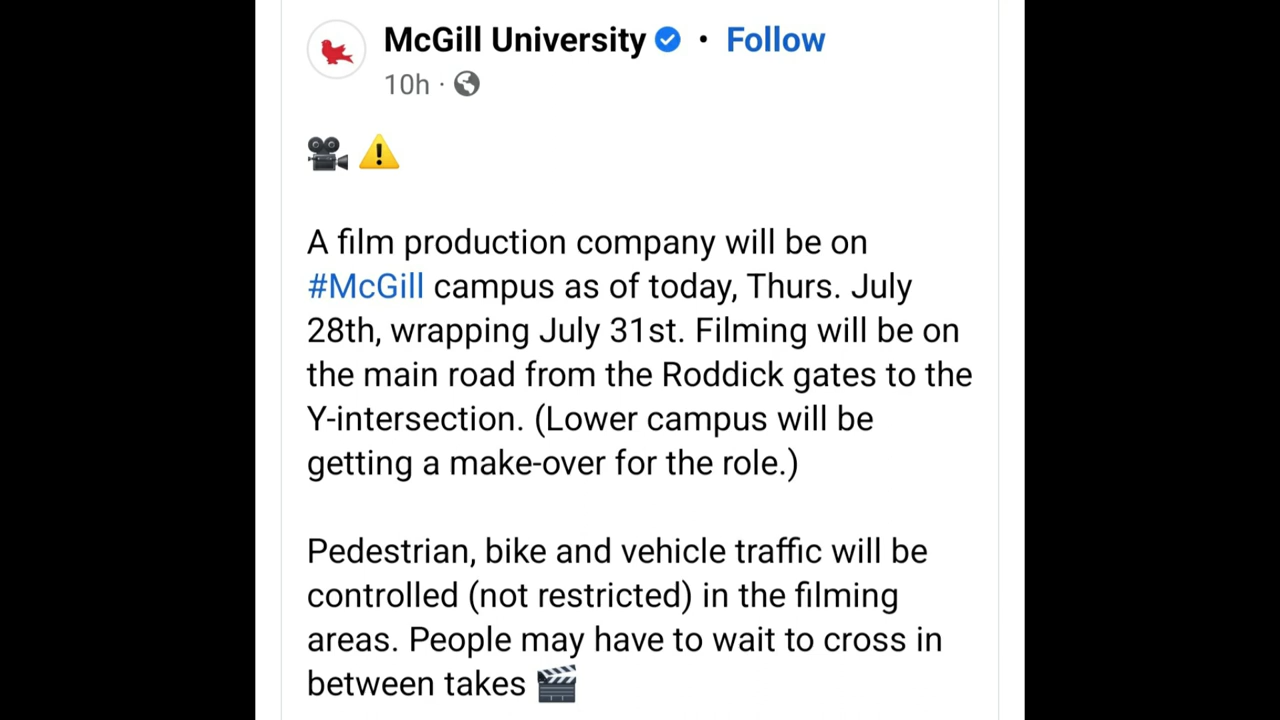 McGill University • Follow
10h ·
🎥 ⚠️
A film production company will be on
#McGill campus as of today, Thurs. July
28th, wrapping July 31st. Filming will be on
the main road from the Roddick gates to the
Y-intersection. (Lower campus will be
getting a make-over for the role.)
Pedestrian, bike and vehicle traffic will be
controlled (not restricted) in the filming
areas. People may have to wait to cross in
between takes 🎬